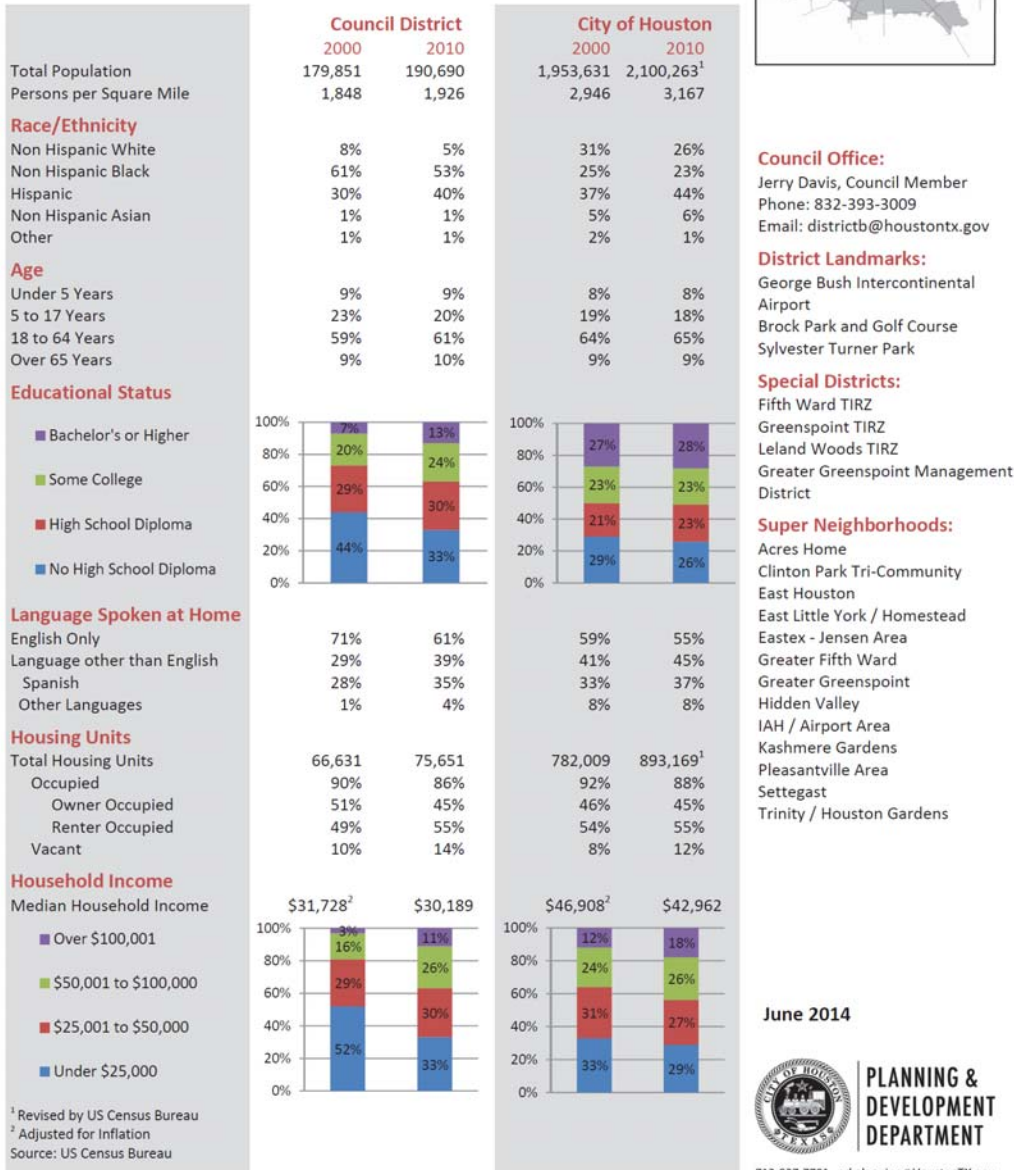 Council District City of Houston
2000 2010 2000 2010
Total Population 179,851 190,690 1,953,631 2,100,263¹
Persons per Square Mile 1,848 1,926 2,946 3,167
Race/Ethnicity
Non Hispanic White 8% 5% 31% 26%
Non Hispanic Black 61% 53% 25% 23%
Hispanic 30% 40% 37% 44%
Non Hispanic Asian 1% 1% 5% 6%
Other 1% 1% 2% 1%
Age
Under 5 Years 9% 9% 8% 8%
5 to 17 Years 23% 20% 19% 18%
18 to 64 Years 59% 61% 64% 65%
Over 65 Years 9% 10% 9% 9%
Educational Status
Bachelor's or Higher
Some College
High School Diploma
No High School Diploma
100%
80%
60%
40%
20%
0%
7%
20%
29%
44%
13%
24%
30%
33%
100%
80%
60%
40%
20%
0%
27%
23%
21%
29%
28%
23%
23%
26%
Language Spoken at Home
English Only 71% 61% 59% 55%
Language other than English 29% 39% 41% 45%
Spanish 28% 35% 33% 37%
Other Languages 1% 4% 8% 8%
Housing Units
Total Housing Units 66,631 75,651 782,009 893,169¹
Occupied 90% 86% 92% 88%
Owner Occupied 51% 45% 46% 45%
Renter Occupied 49% 55% 54% 55%
Vacant 10% 14% 8% 12%
Household Income
Median Household Income $31,728² $30,189 $46,908² $42,962
Over $100,001
$50,001 to $100,000
$25,001 to $50,000
Under $25,000
100%
80%
60%
40%
20%
0%
3%
16%
29%
52%
11%
26%
30%
33%
100%
80%
60%
40%
20%
0%
12%
24%
31%
33%
18%
26%
27%
29%
¹ Revised by US Census Bureau
² Adjusted for Inflation
Source: US Census Bureau
Council Office:
Jerry Davis, Council Member
Phone: 832-393-3009
Email: districtb@houstontx.gov
District Landmarks:
George Bush Intercontinental
Airport
Brock Park and Golf Course
Sylvester Turner Park
Special Districts:
Fifth Ward TIRZ
Greenspoint TIRZ
Leland Woods TIRZ
Greater Greenspoint Management
District
Super Neighborhoods:
Acres Home
Clinton Park Tri-Community
East Houston
East Little York / Homestead
Eastex - Jensen Area
Greater Fifth Ward
Greater Greenspoint
Hidden Valley
IAH / Airport Area
Kashmere Gardens
Pleasantville Area
Settegast
Trinity / Houston Gardens
June 2014
CITY OF HOUSTON
TEXAS
PLANNING &
DEVELOPMENT
DEPARTMENT